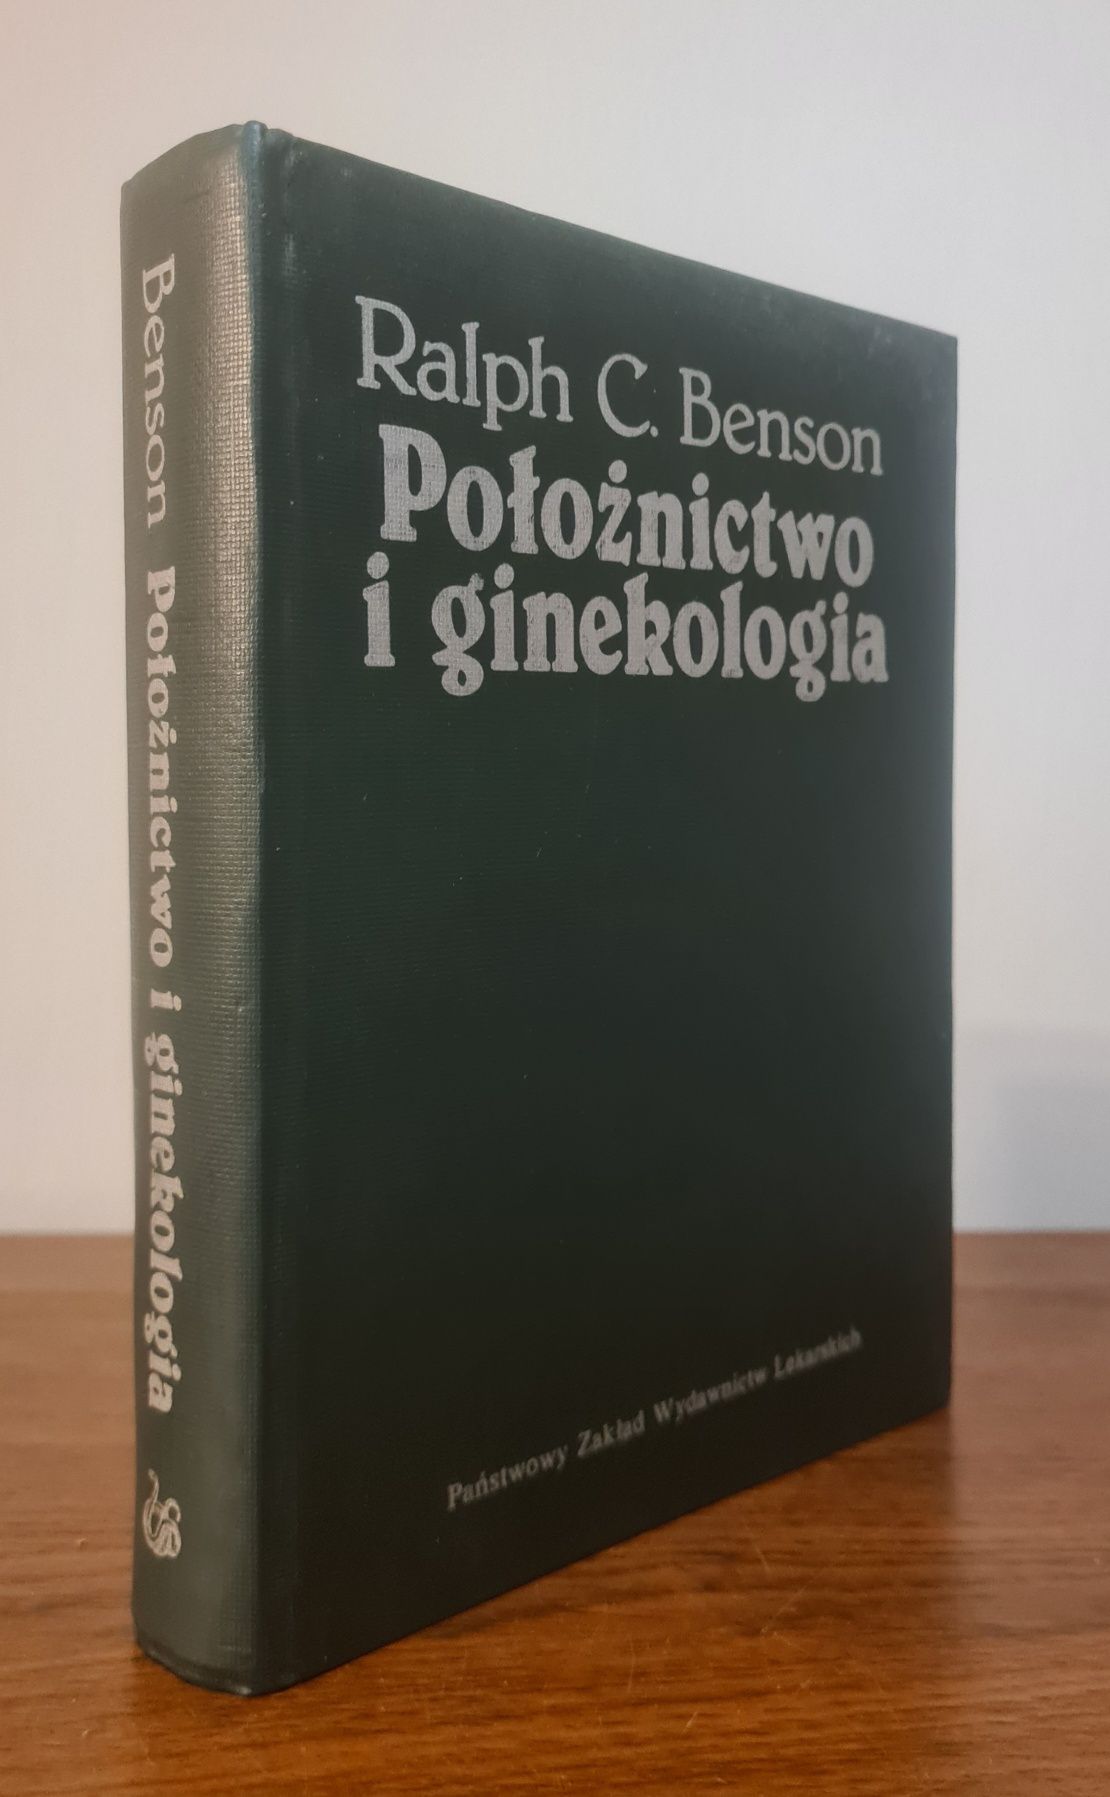 Benson Położnictwo i ginekologia
Ralph C. Benson
Położnictwo
i ginekologia
Państwowy Zakład Wydawnictw Lekarskich